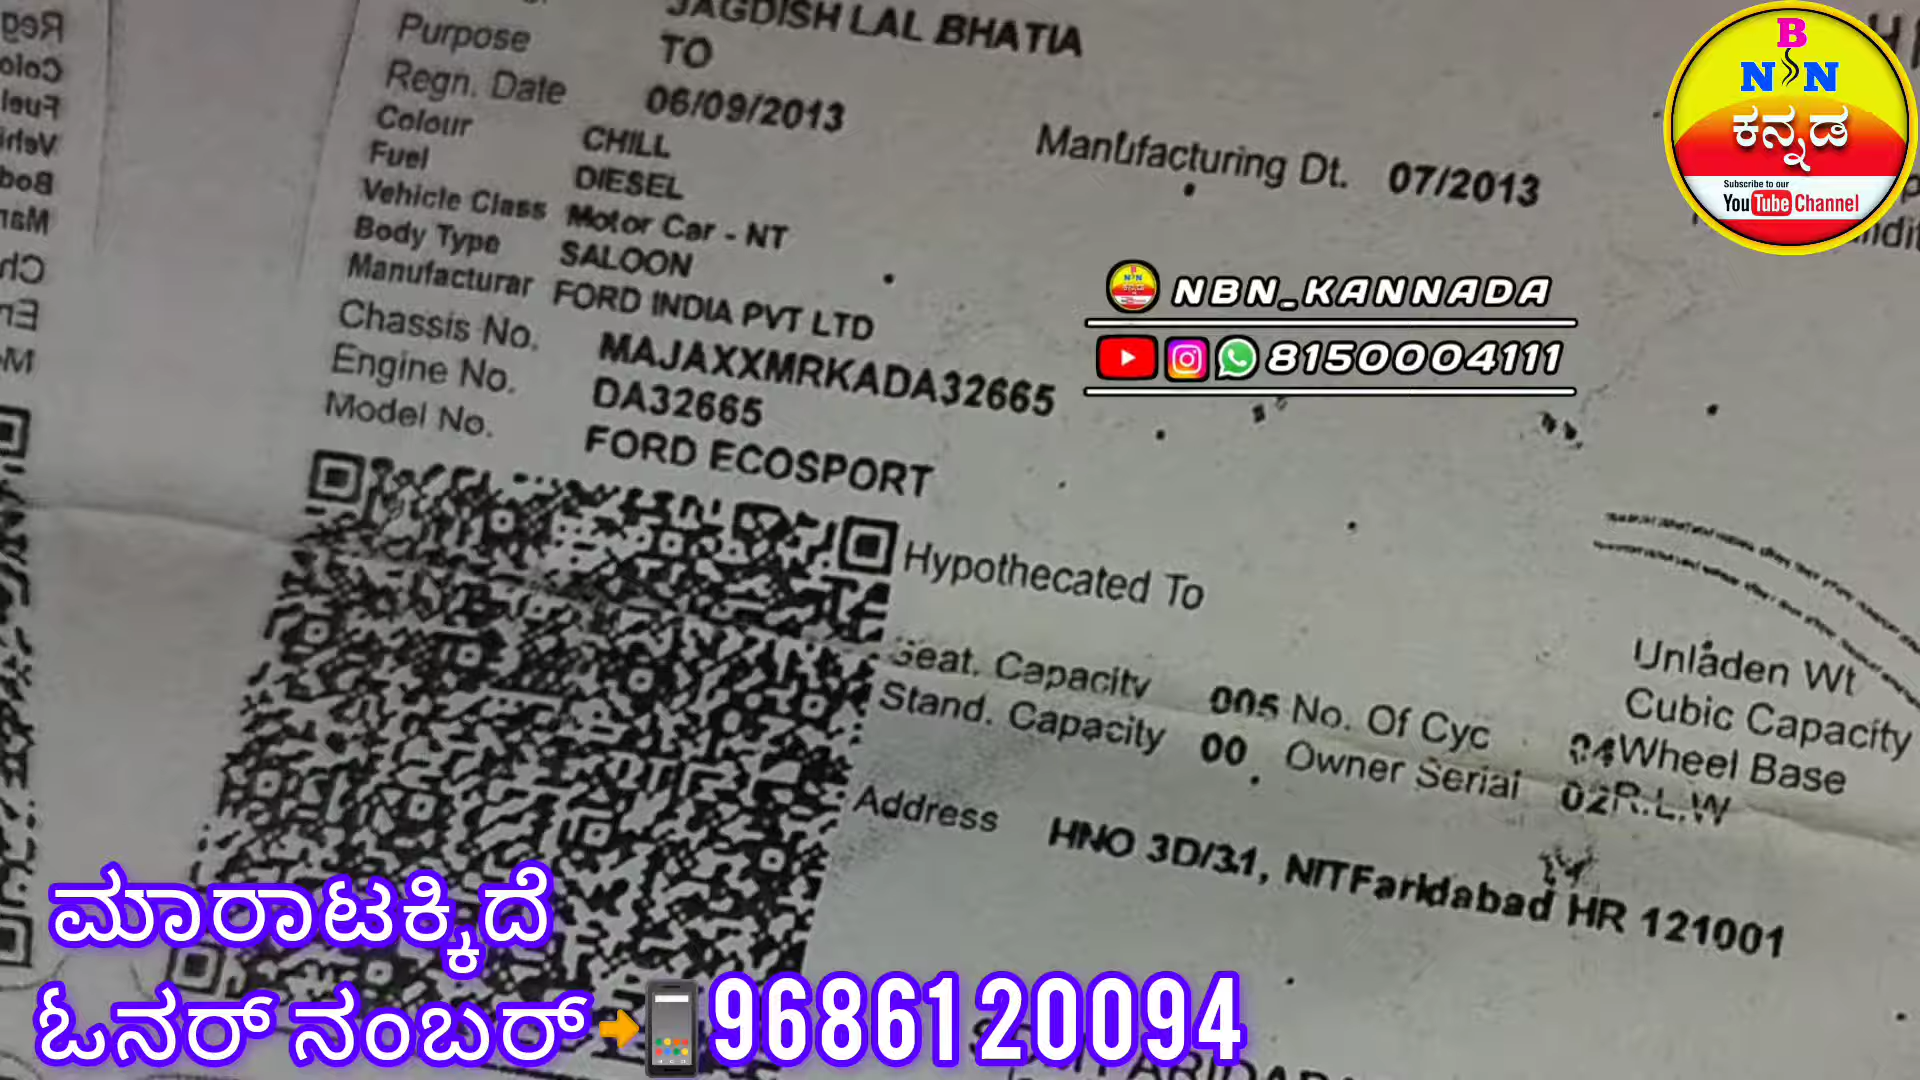 JAGDISH LAL BHATIA
Purpose TO
Regn. Date 06/09/2013
Colour CHILL
Manufacturing Dt. 07/2013
Fuel DIESEL
Vehicle Class Motor Car - NT
Body Type SALOON
Manufacturar FORD INDIA PVT LTD
Chassis No. MAJAXXMRKADA32665
Engine No. DA32665
Model No. FORD ECOSPORT
Hypothecated To
Seat. Capacity 005 No. Of Cyc 04
Unladen Wt
Cubic Capacity
Stand. Capacity 00 Owner Serial 02
Wheel Base
R.L.W
Address HNO 3D/31, NITFaridabad HR 121001
B
NN
ಕನ್ನಡ
Subscribe to our
YouTube Channel
NBN_KANNADA
8150004111
ಮಾರಾಟಕ್ಕಿದೆ
ಓನರ್ ನಂಬರ್ 9686120094